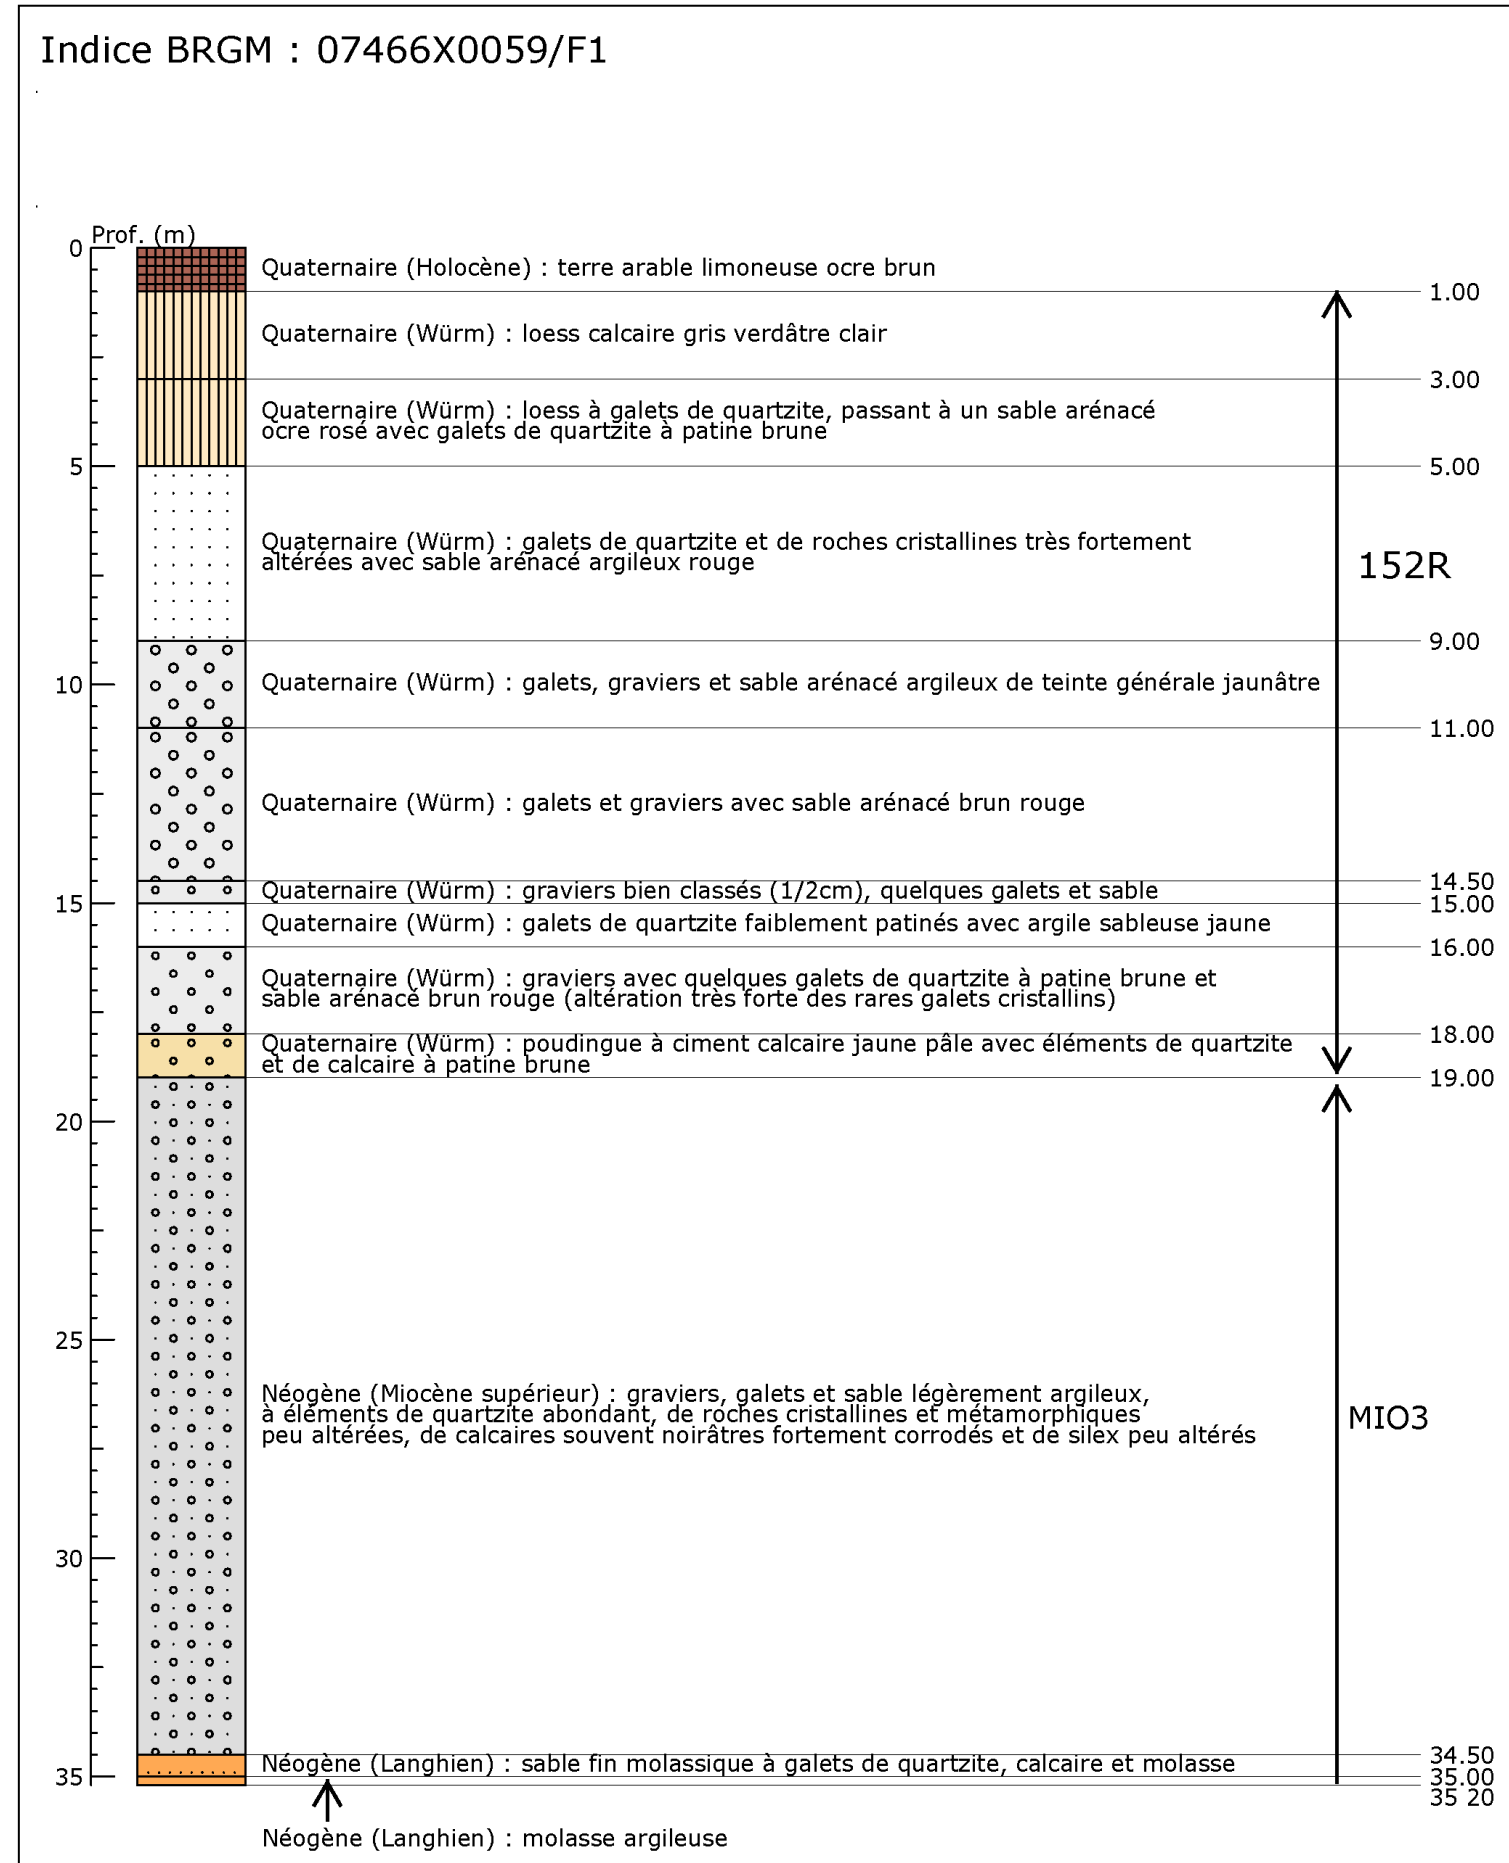 Indice BRGM : 07466X0059/F1
Prof. (m)
0
Quaternaire (Holocène) : terre arable limoneuse ocre brun
1.00
Quaternaire (Würm) : loess calcaire gris verdâtre clair
3.00
Quaternaire (Würm) : loess à galets de quartzite, passant à un sable arénacé
ocre rosé avec galets de quartzite à patine brune
5
5.00
Quaternaire (Würm) : galets de quartzite et de roches cristallines très fortement
altérées avec sable arénacé argileux rouge
152R
9.00
10
Quaternaire (Würm) : galets, graviers et sable arénacé argileux de teinte générale jaunâtre
11.00
Quaternaire (Würm) : galets et graviers avec sable arénacé brun rouge
14.50
Quaternaire (Würm) : graviers bien classés (1/2cm), quelques galets et sable
15
15.00
Quaternaire (Würm) : galets de quartzite faiblement patinés avec argile sableuse jaune
16.00
Quaternaire (Würm) : graviers avec quelques galets de quartzite à patine brune et
sable arénacé brun rouge (altération très forte des rares galets cristallins)
18.00
Quaternaire (Würm) : poudingue à ciment calcaire jaune pâle avec éléments de quartzite
et de calcaire à patine brune
19.00
20
25
Néogène (Miocène supérieur) : graviers, galets et sable légèrement argileux,
à éléments de quartzite abondant, de roches cristallines et métamorphiques
peu altérées, de calcaires souvent noirâtres fortement corrodés et de silex peu altérés
MIO3
30
34.50
Néogène (Langhien) : sable fin molassique à galets de quartzite, calcaire et molasse
35
35.00
35 20
Néogène (Langhien) : molasse argileuse